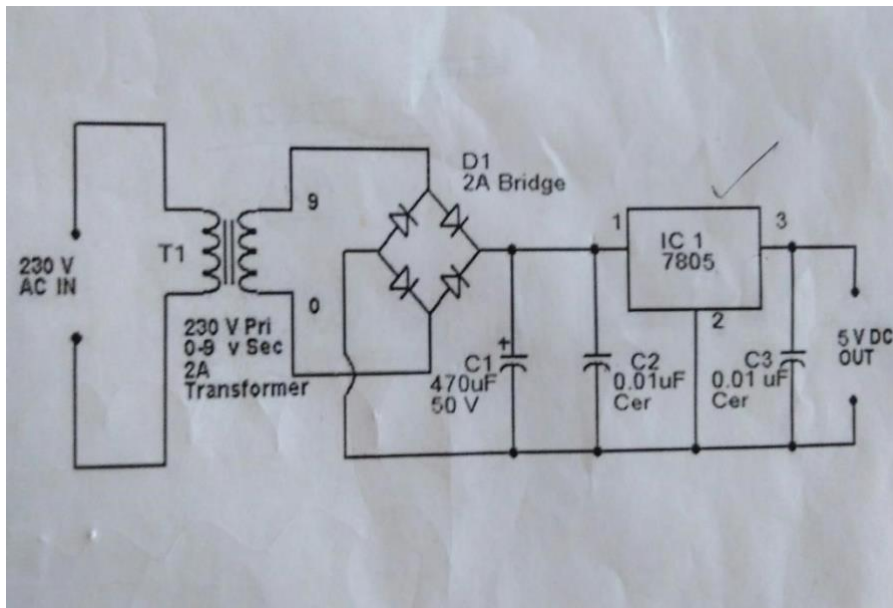 230 V
AC IN
T1
9
0
230 V Pri
0-9 v Sec
2A
Transformer
D1
2A Bridge
+
C1
470uF
50 V
C2
0.01uF
Cer
1
IC 1
7805
2
3
C3
0.01 uF
Cer
5 V DC
OUT